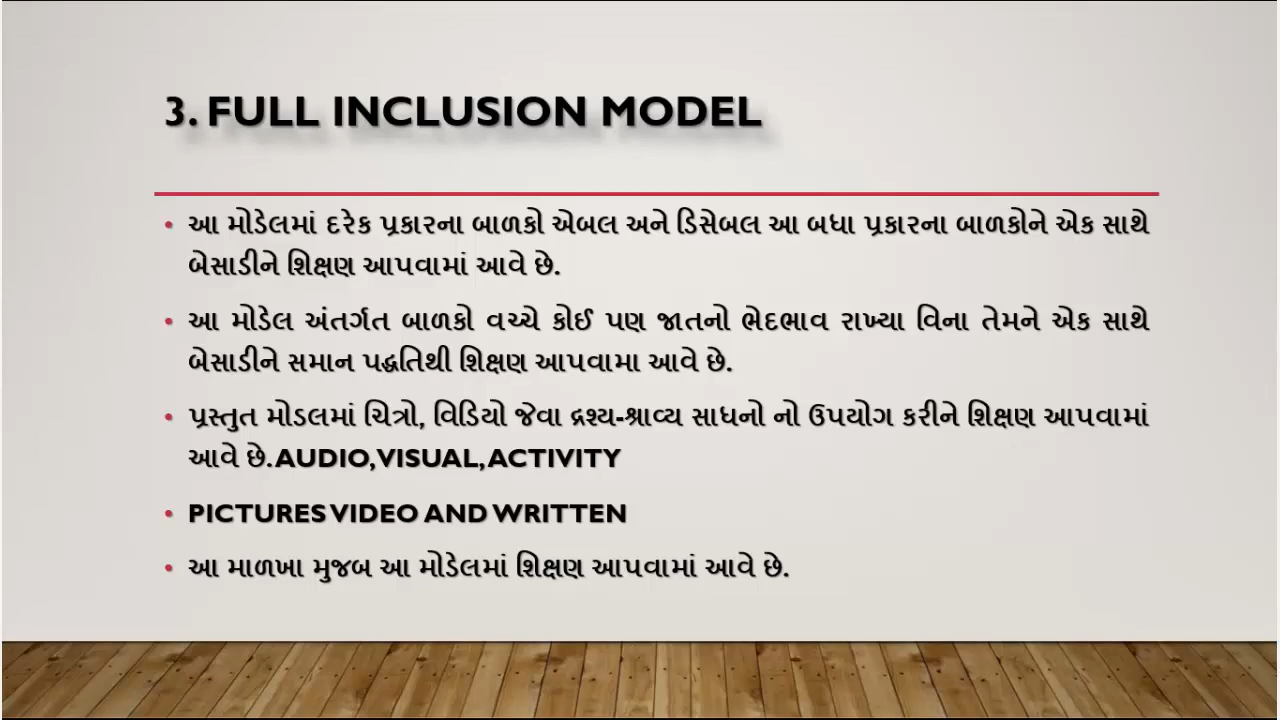 3. FULL INCLUSION MODEL
• આ મોડેલમાં દરેક પ્રકારના બાળકો એબલ અને ડિસેબલ આ બધા પ્રકારના બાળકોને એક સાથે
બેસાડીને શિક્ષણ આપવામાં આવે છે.
• આ મોડેલ અંતર્ગત બાળકો વચ્ચે કોઈ પણ જાતનો ભેદભાવ રાખ્યા વિના તેમને એક સાથે
બેસાડીને સમાન પદ્ધતિથી શિક્ષણ આપવામા આવે છે.
• પ્રસ્તુત મોડલમાં ચિત્રો, વિડિયો જેવા દ્રશ્ય-શ્રાવ્ય સાધનો નો ઉપયોગ કરીને શિક્ષણ આપવામાં
આવે છે. AUDIO, VISUAL, ACTIVITY
• PICTURES VIDEO AND WRITTEN
• આ માળખા મુજબ આ મોડેલમાં શિક્ષણ આપવામાં આવે છે.